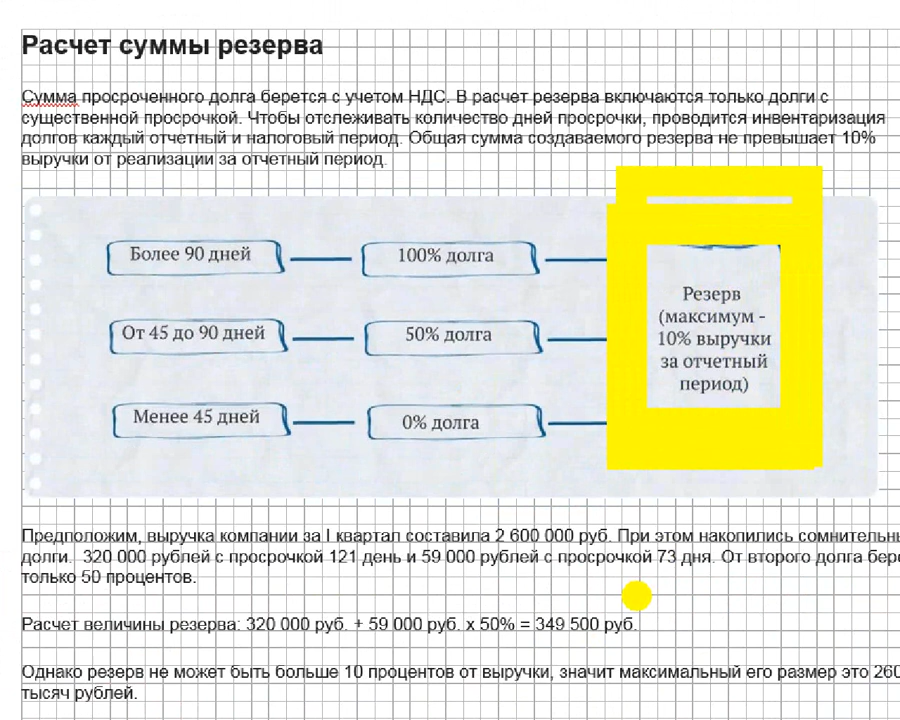 Расчет суммы резерва
Сумма просроченного долга берется с учетом НДС. В расчет резерва включаются только долги с
существенной просрочкой. Чтобы отслеживать количество дней просрочки, проводится инвентаризация
долгов каждый отчетный и налоговый период. Общая сумма создаваемого резерва не превышает 10%
выручки от реализации за отчетный период.
Более 90 дней
100% долга
От 45 до 90 дней
50% долга
Менее 45 дней
0% долга
Резерв
(максимум -
10% выручки
за отчетный
период)
Предположим, выручка компании за I квартал составила 2 600 000 руб. При этом накопились
долги. 320 000 рублей с просрочкой 121 день и 59 000 рублей с просрочкой 73 дня. От второго долга
только 50 процентов.
Расчет величины резерва: 320 000 руб. + 59 000 руб. х 50% = 349 500 руб.
Однако резерв не может быть больше 10 процентов от выручки, значит максимальный его размер это 260
тысяч рублей.